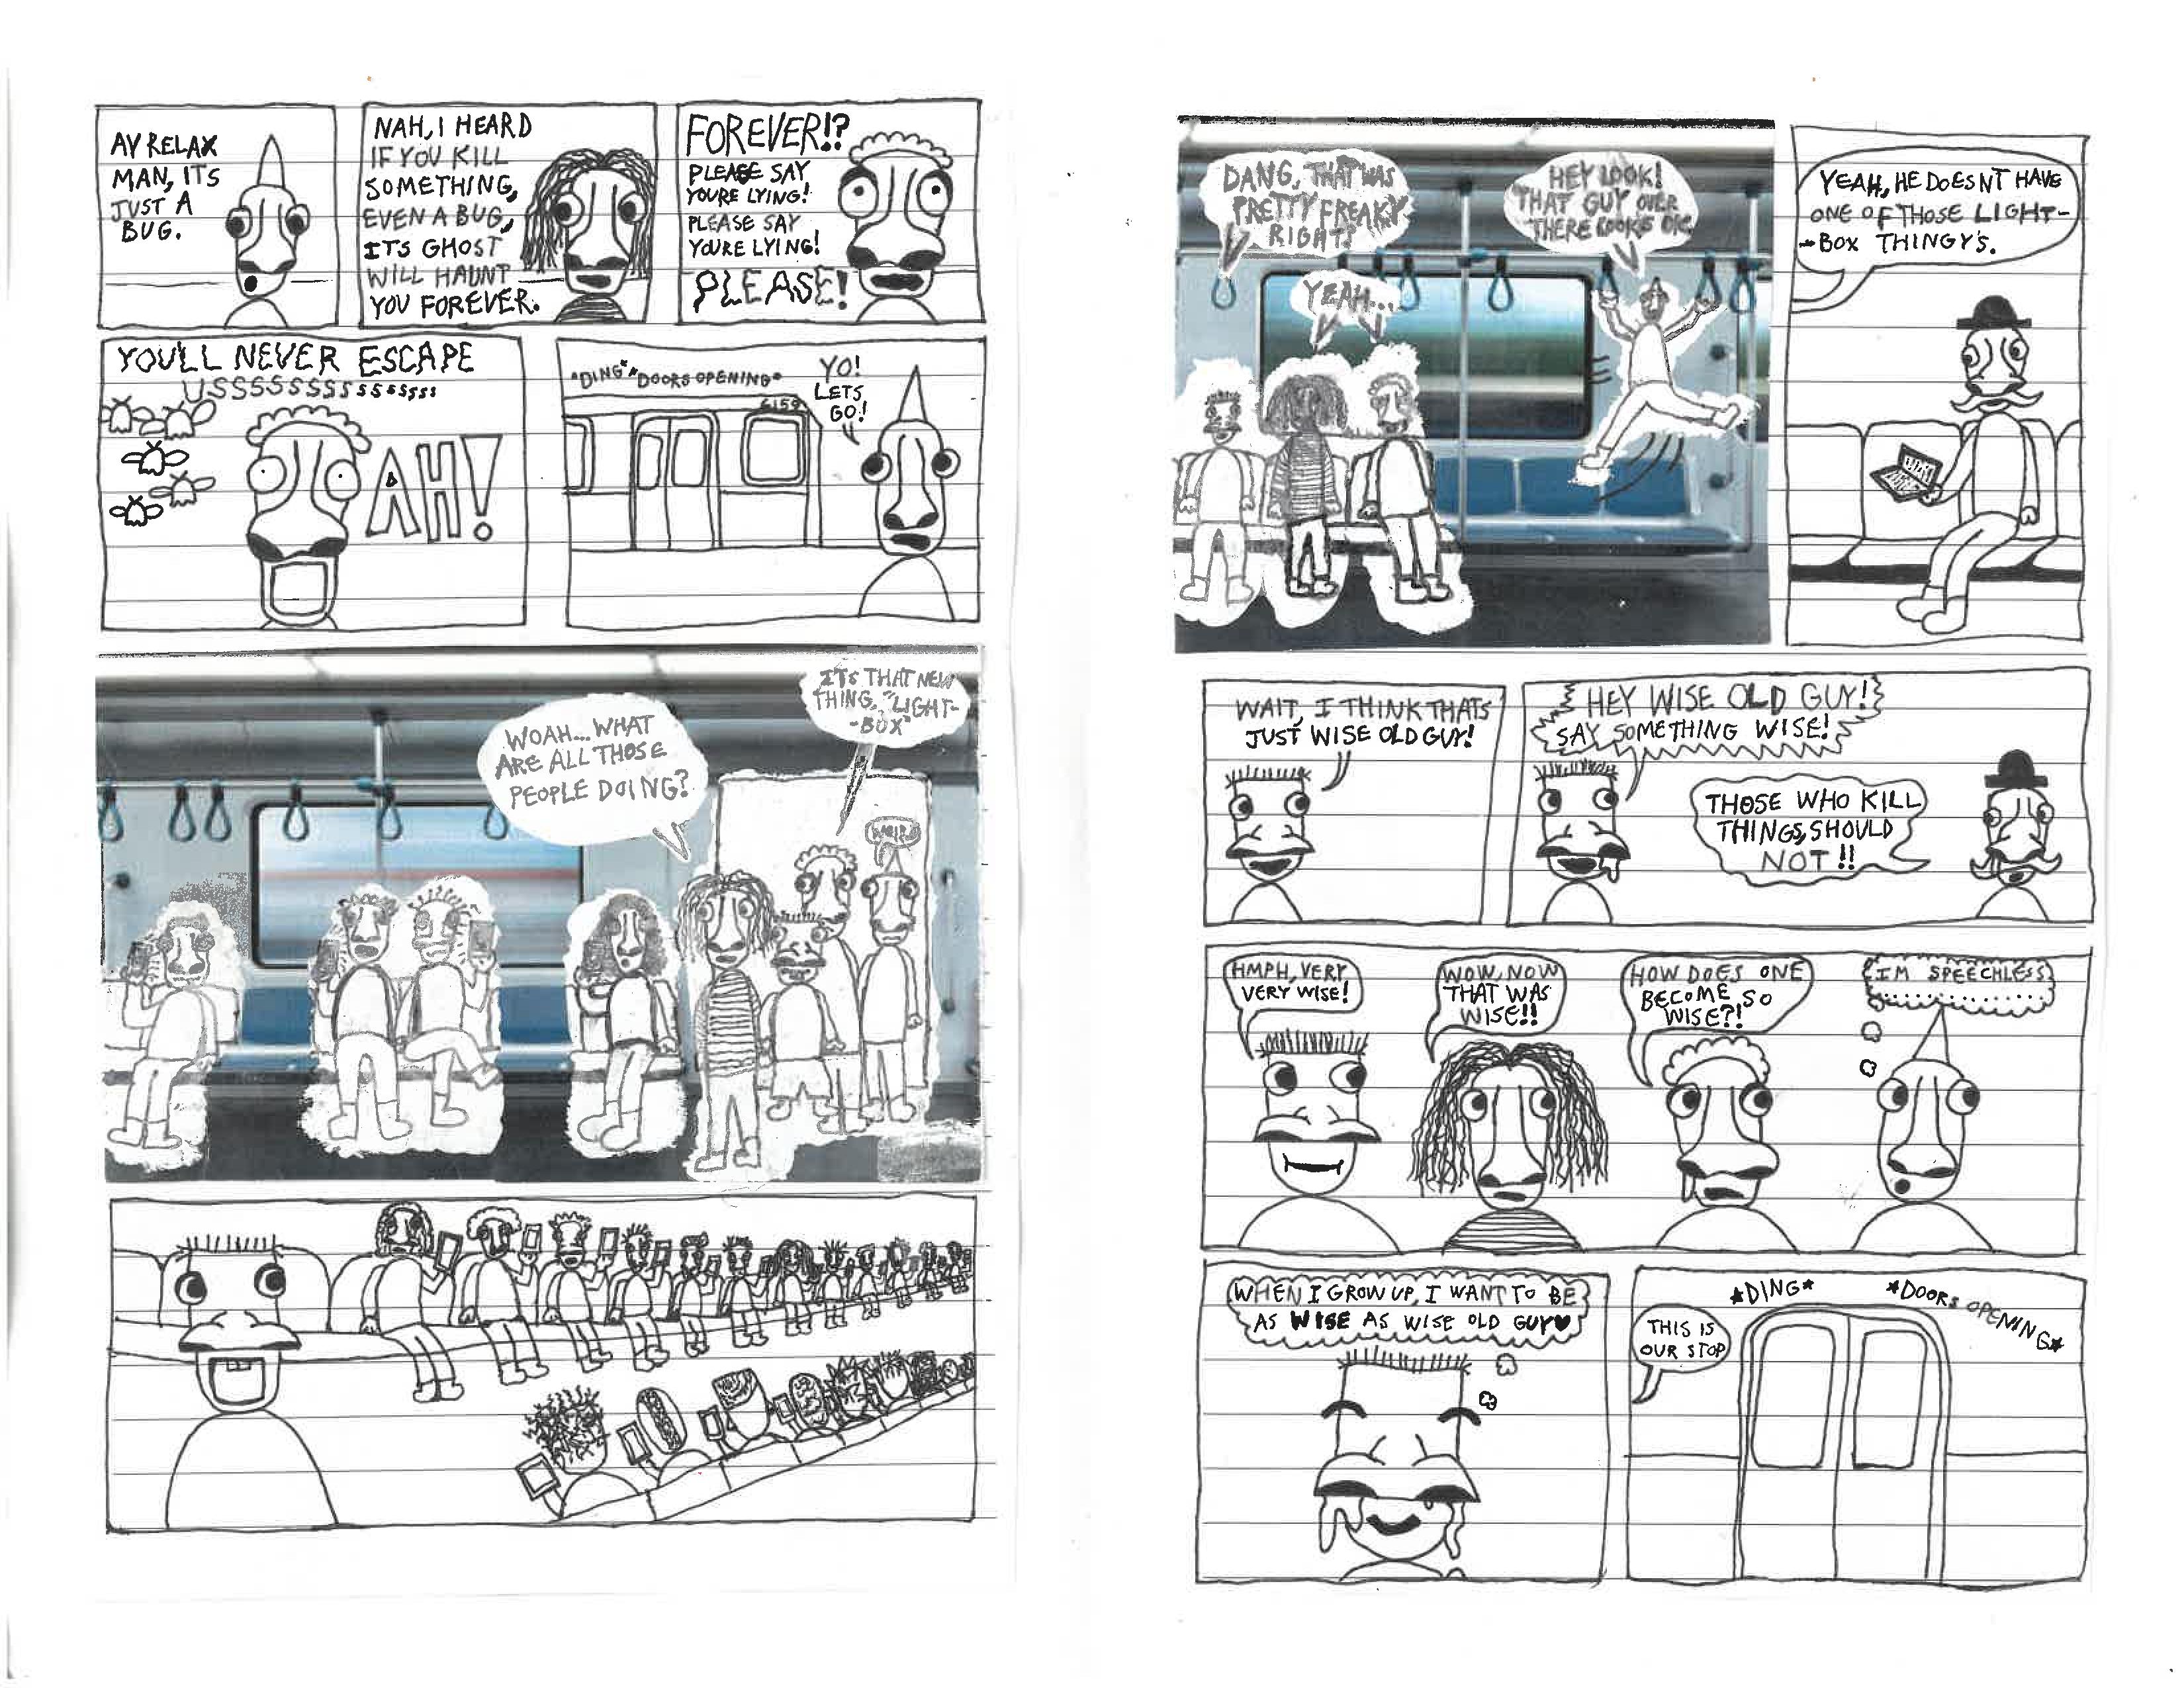 AY RELAX
MAN, ITS
JUST A
BUG.
NAH, I HEARD
IF YOU KILL
SOMETHING,
EVEN A BUG,
ITS GHOST
WILL HAUNT
YOU FOREVER.
FOREVER!?
PLEASE SAY
YOURE LYING!
PLEASE SAY
YOURE LYING!
PLEASE!
YOU'LL NEVER ESCAPE
USSSSSSSSSSSSSSSS
AH!
*DING* *DOORS OPENING*
6159
YO!
LETS
GO!
WOAH... WHAT
ARE ALL THOSE
PEOPLE DOING?
ITS THAT NEW
THING, "LIGHT-
-BOX"
DANG, THAT WAS
PRETTY FREAKY
RIGHT?
YEAH...
HEY LOOK!
THAT GUY OVER
THERE LOOKS OK.
YEAH, HE DOESNT HAVE
ONE OF THOSE LIGHT-
-BOX THINGY'S.
WAIT, I THINK THATS
JUST WISE OLD GUY!
HEY WISE OLD GUY!
SAY SOMETHING WISE!
THOSE WHO KILL
THINGS, SHOULD
NOT!!
HMPH, VERY
VERY WISE!
WOW, NOW
THAT WAS
WISE!!
HOW DOES ONE
BECOME SO
WISE?!
IM SPEECHLESS
..............
WHEN I GROW UP, I WANT TO BE
AS WISE AS WISE OLD GUY♥
*DING*
*DOORS OPENING*
THIS IS
OUR STOP